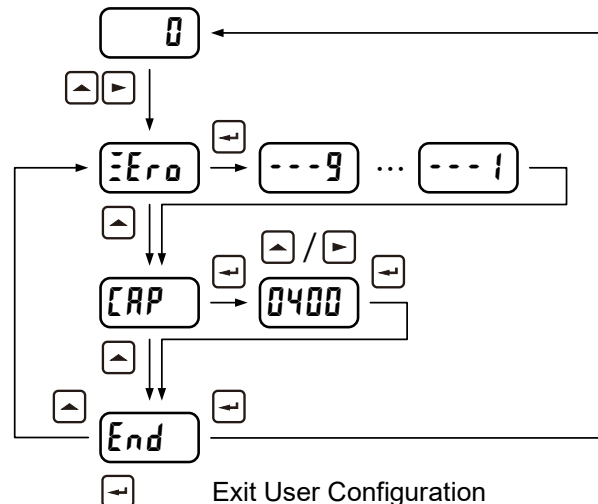 0
ZEro
---9 ... ---1
/
CAP
0400
End
Exit User Configuration